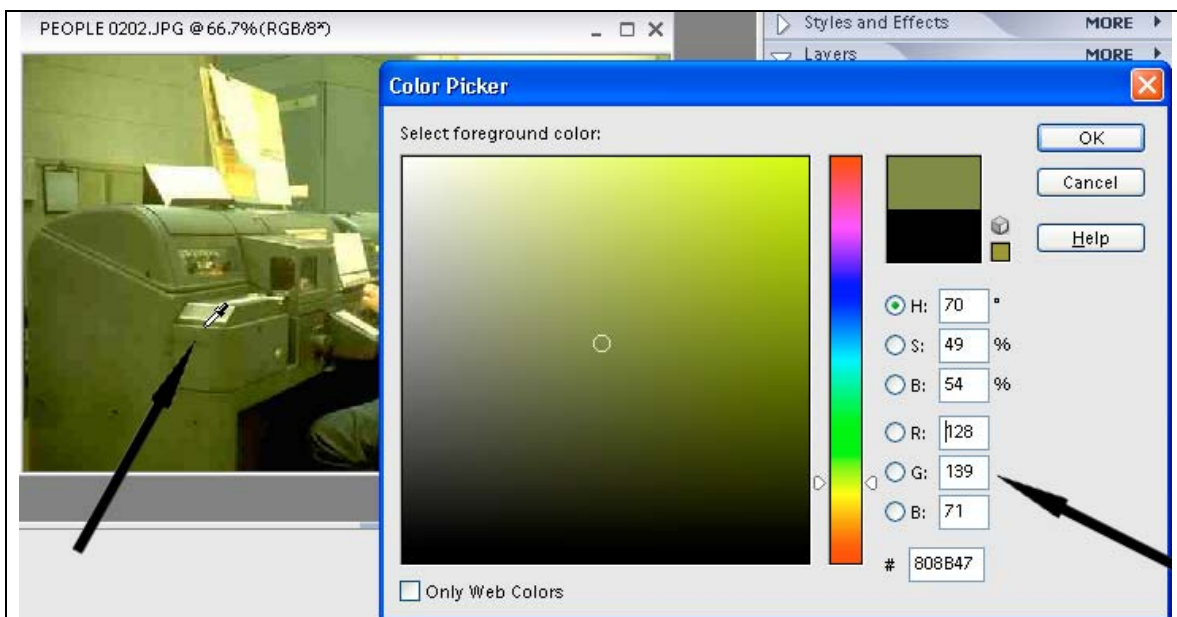 PEOPLE 0202.JPG @ 66.7%(RGB/8*)
Styles and Effects MORE
Layers MORE
Color Picker
Select foreground color:
OK
Cancel
Help
H: 70 °
S: 49 %
B: 54 %
R: 128
G: 139
B: 71
# 808B47
Only Web Colors